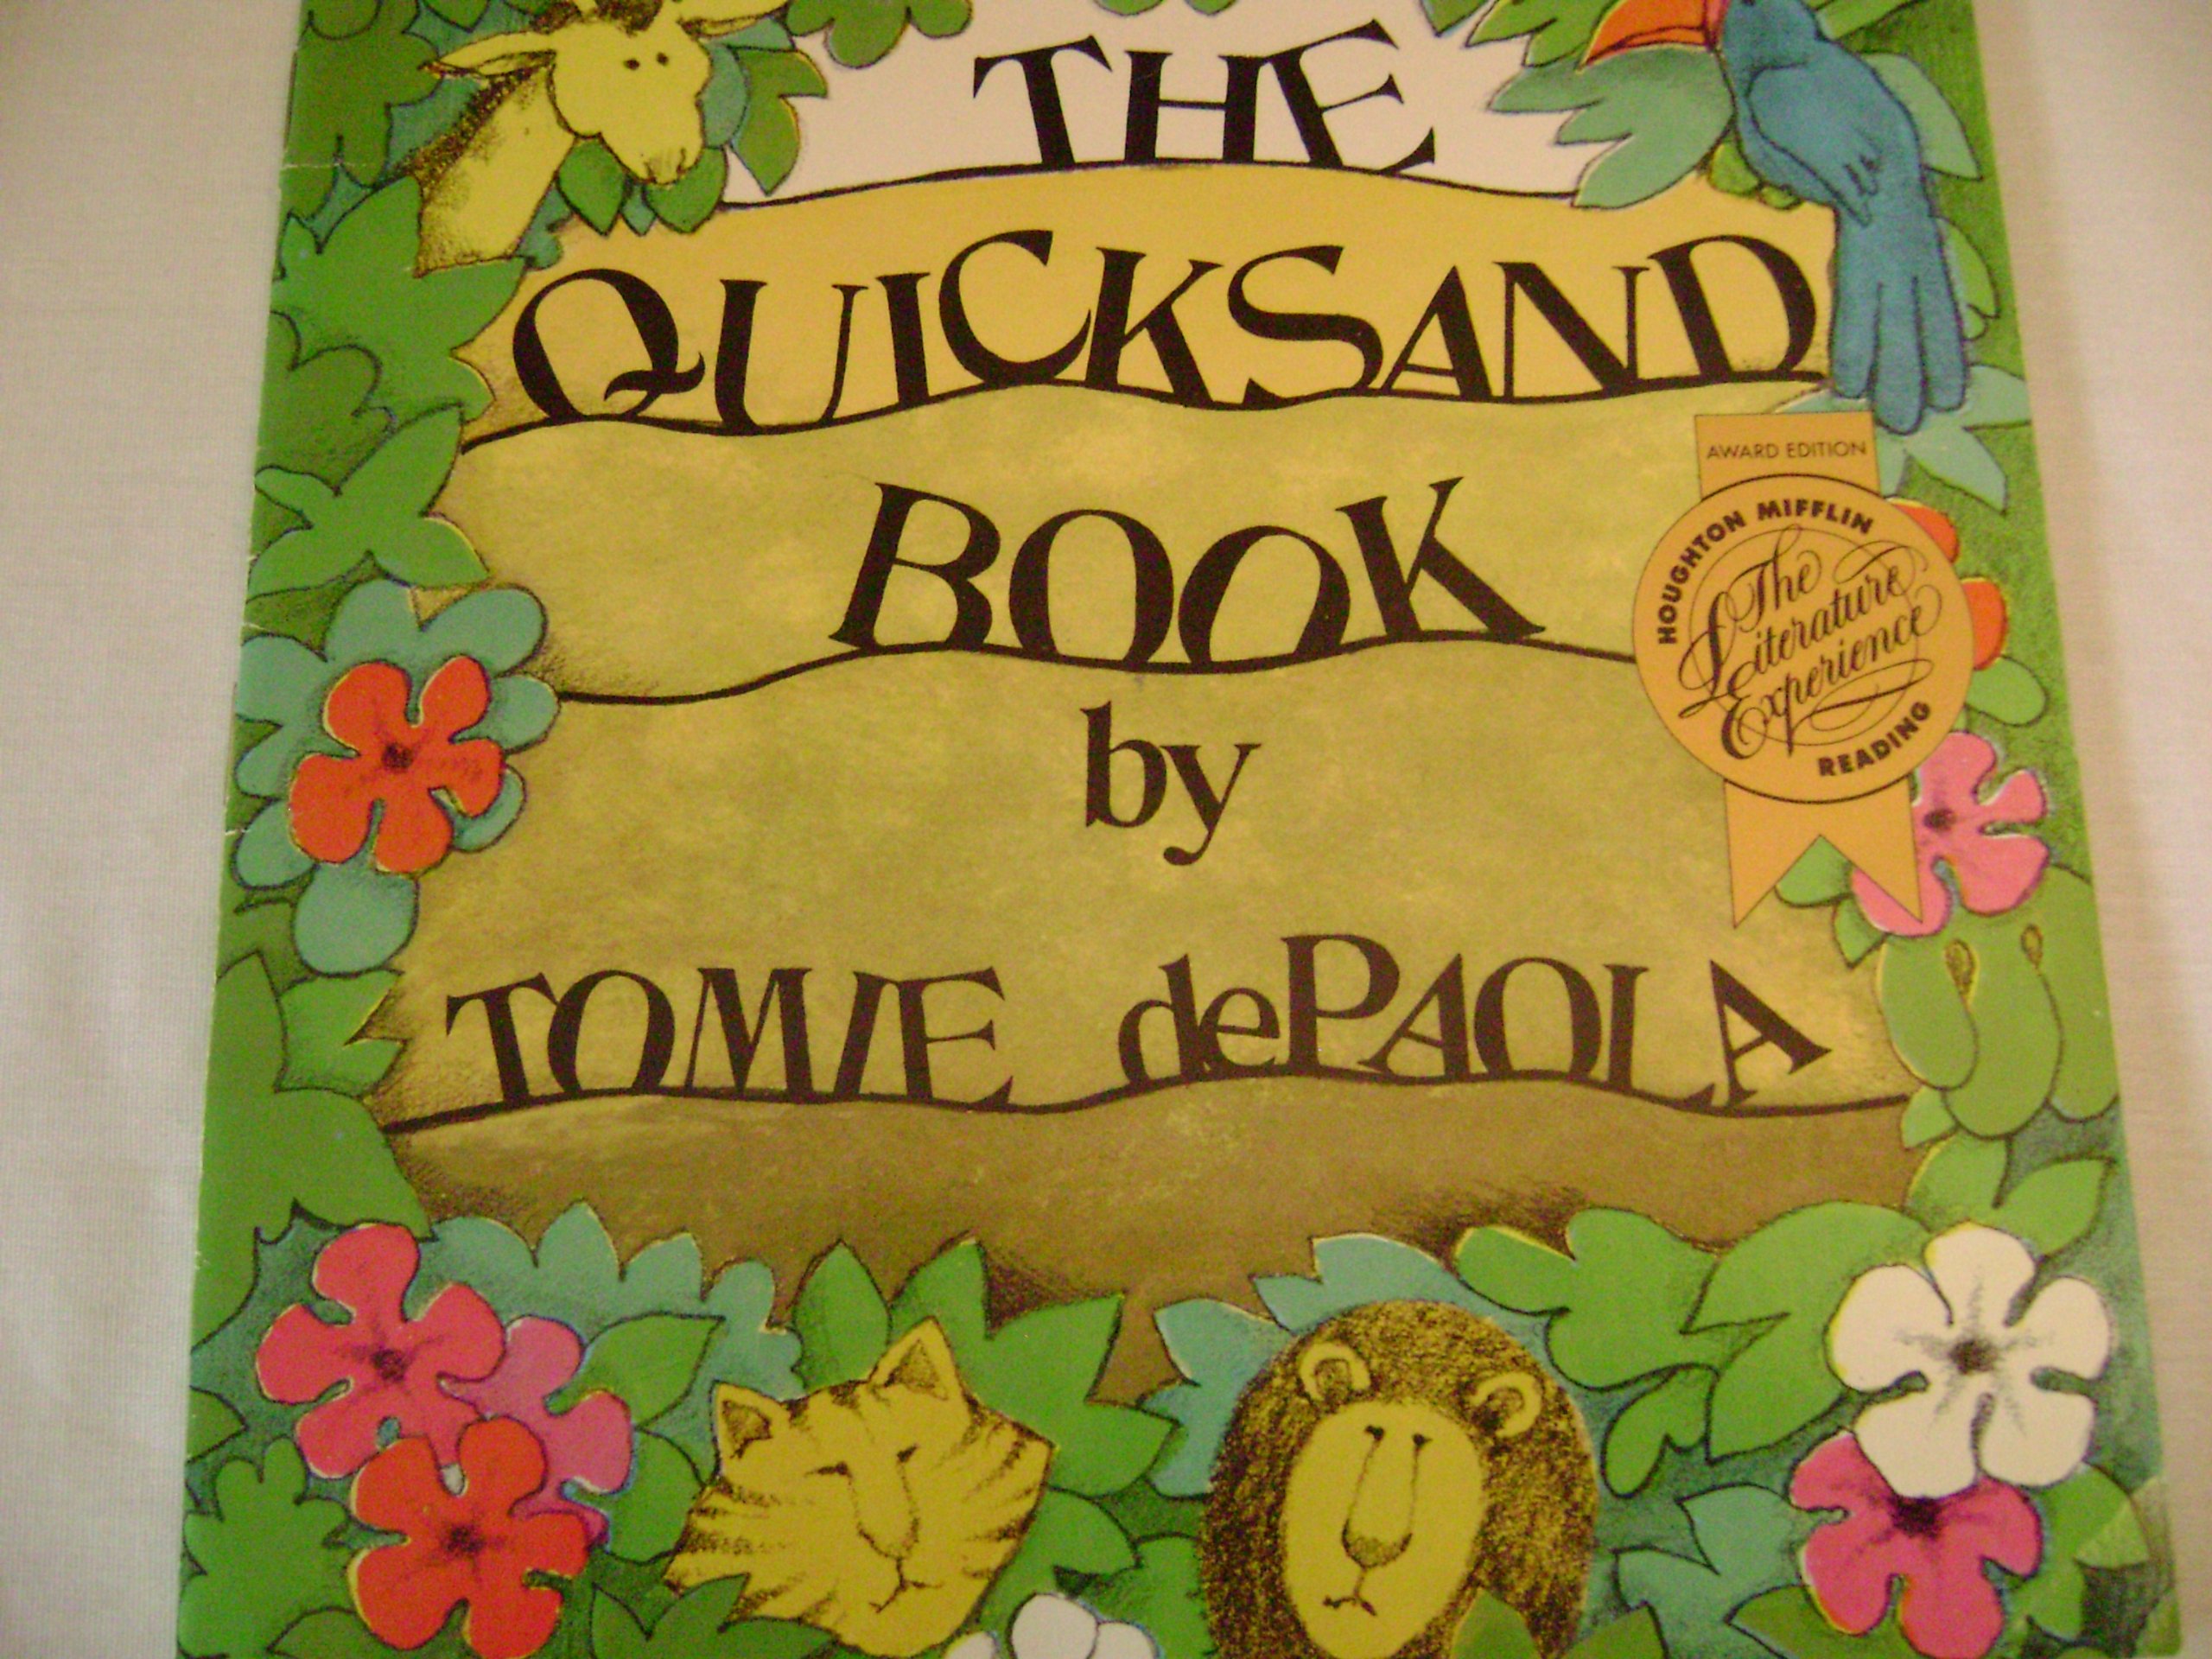 THE
QUICKSAND
BOOK
by
TOMIE dePAOLA
AWARD EDITION
HOUGHTON MIFFLIN
The
Literature
Experience
READING